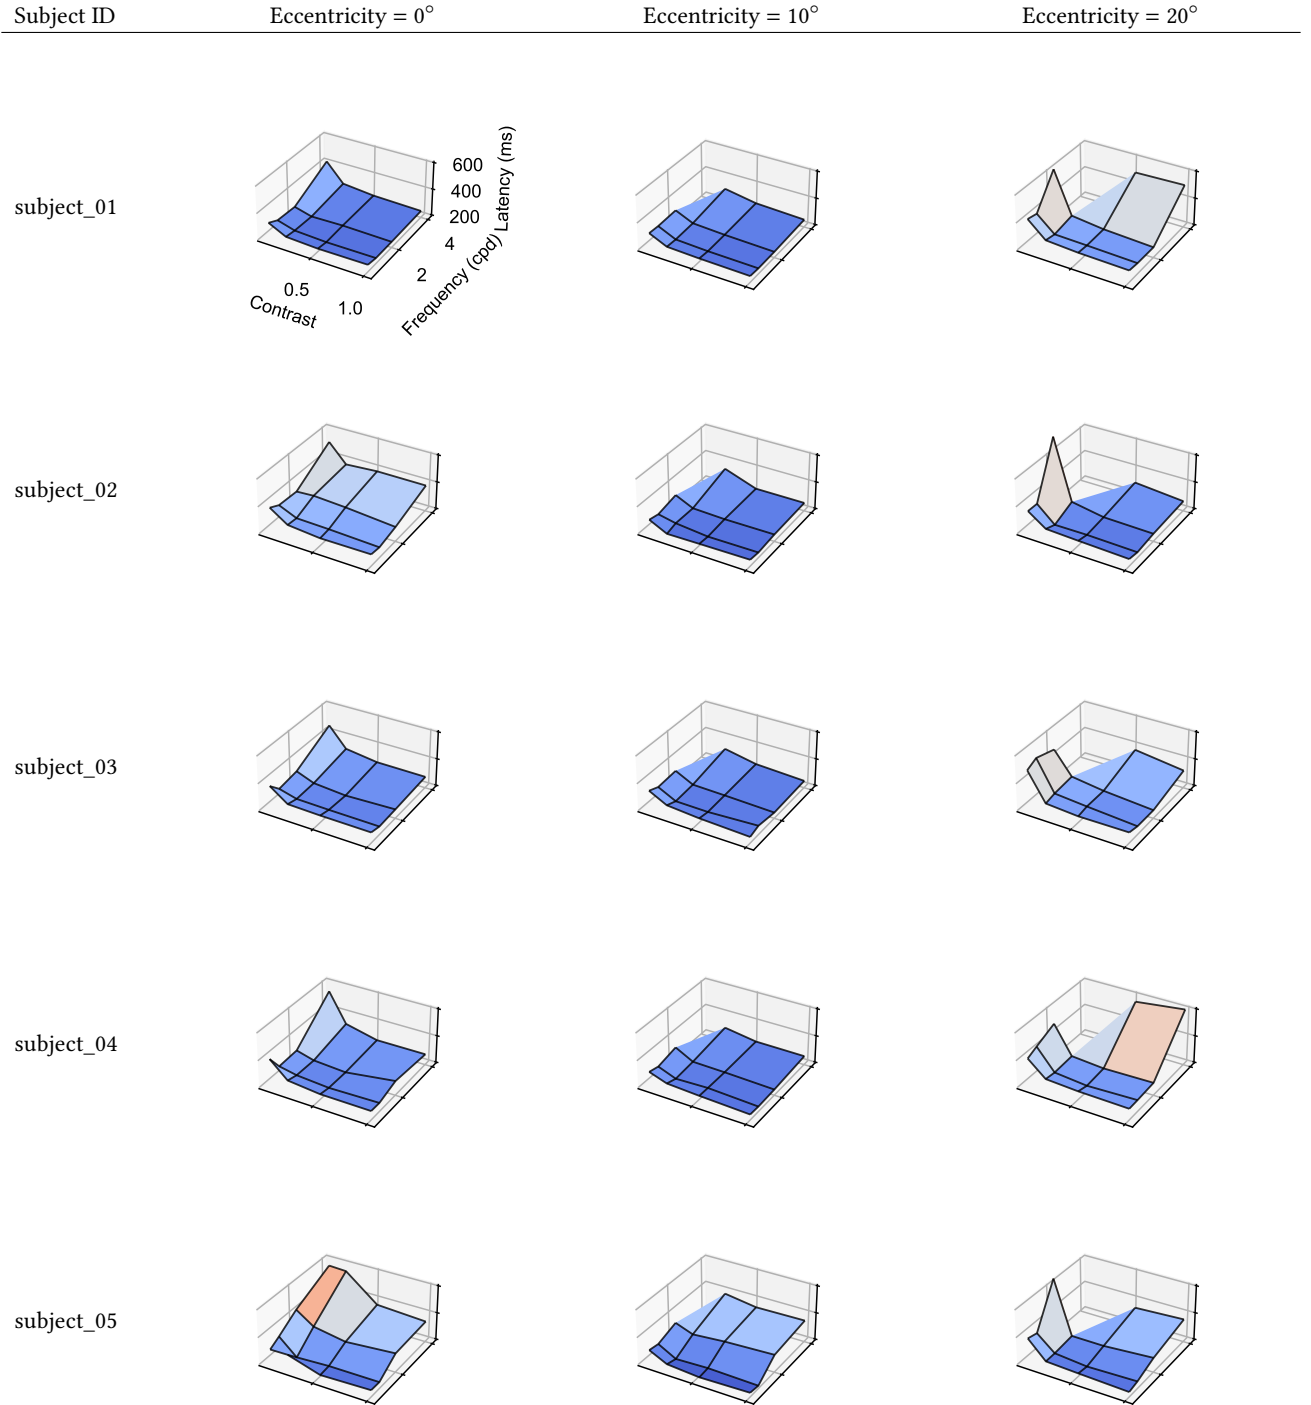 Subject ID Eccentricity = 0° Eccentricity = 10° Eccentricity = 20°
600
400
200
Latency (ms)
4
2
Frequency (cpd)
0.5
1.0
Contrast
subject_01
subject_02
subject_03
subject_04
subject_05